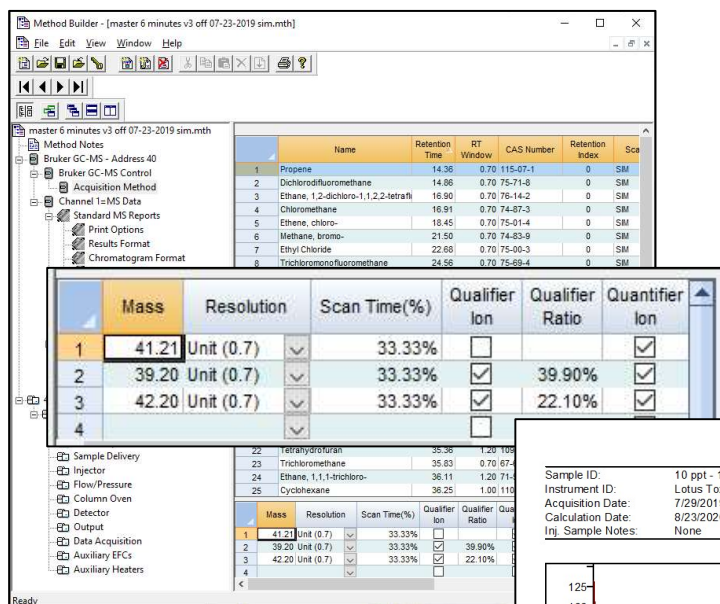 Method Builder - [master 6 minutes v3 off 07-23-2019 sim.mth]
File Edit View Window Help
master 6 minutes v3 off 07-23-2019 sim.mth
Method Notes
Bruker GC-MS - Address 40
Bruker GC-MS Control
Acquisition Method
Channel 1=MS Data
Standard MS Reports
Print Options
Results Format
Chromatogram Format
Name Retention Time RT Window CAS Number Retention Index
1 Propene 14.36 0.70 115-07-1 0 SIM
2 Dichlorodifluoromethane 14.86 0.70 75-71-8 0 SIM
3 Ethane, 1,2-dichloro-1,1,2,2-tetrafl 16.90 0.70 76-14-2 0 SIM
4 Chloromethane 16.91 0.70 74-87-3 0 SIM
5 Ethene, chloro- 18.45 0.70 75-01-4 0 SIM
6 Methane, bromo- 21.50 0.70 74-83-9 0 SIM
7 Ethyl Chloride 22.68 0.70 75-00-3 0 SIM
8 Trichloromonofluoromethane 24.56 0.70 75-69-4 0 SIM
Mass Resolution Scan Time(%) Qualifier Ion Qualifier Ratio Quantifier Ion
1 41.21 Unit (0.7) 33.33%
2 39.20 Unit (0.7) 33.33% 39.90%
3 42.20 Unit (0.7) 33.33% 22.10%
4
Sample Delivery
Injector
Flow/Pressure
Column Oven
Detector
Output
Data Acquisition
Auxiliary EFCs
Auxiliary Heaters
22 Tetrahydrofuran 35.36 1.20 109
23 Trichloromethane 35.83 0.70 67-
24 Ethane, 1,1,1-trichloro- 36.11 1.20 71-
25 Cyclohexane 36.25 1.00 110
Mass Resolution Scan Time(%) Qualifier Ion Qualifier Ratio
1 41.21 Unit (0.7) 33.33%
2 39.20 Unit (0.7) 33.33% 39.90%
3 42.20 Unit (0.7) 33.33% 22.10%
4
Ready
Sample ID: 10 ppt -
Instrument ID: Lotus
Acquisition Date: 7/29/2019
Calculation Date:
Inj. Sample Notes: None
125